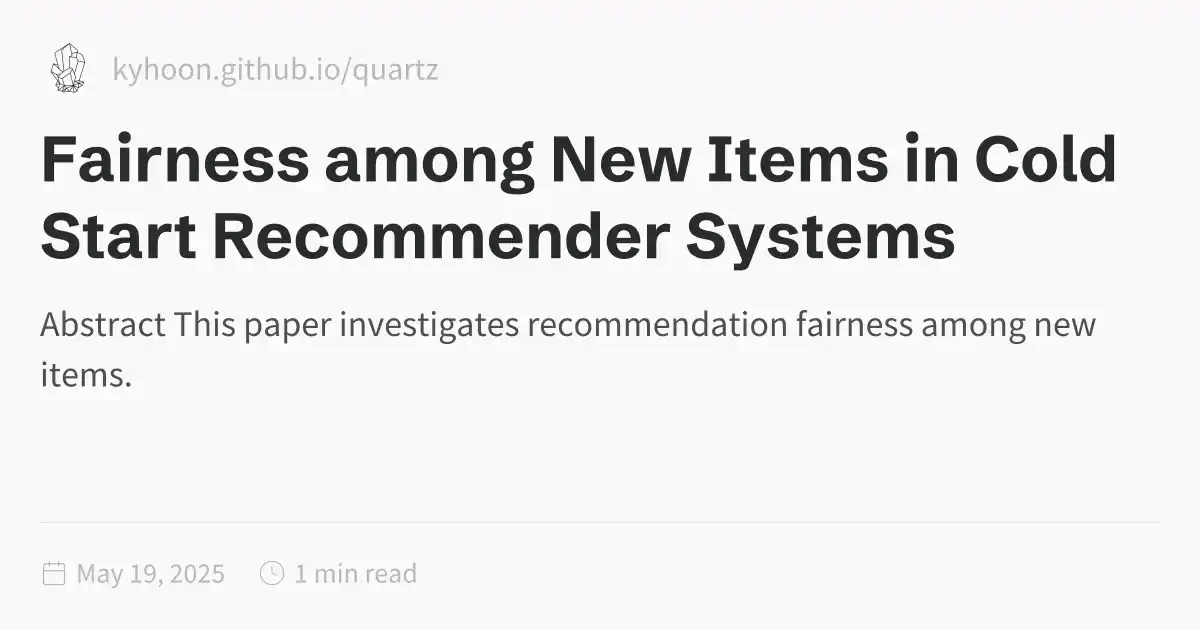 kyhoon.github.io/quartz
Fairness among New Items in Cold
Start Recommender Systems
Abstract This paper investigates recommendation fairness among new
items.
May 19, 2025 1 min read